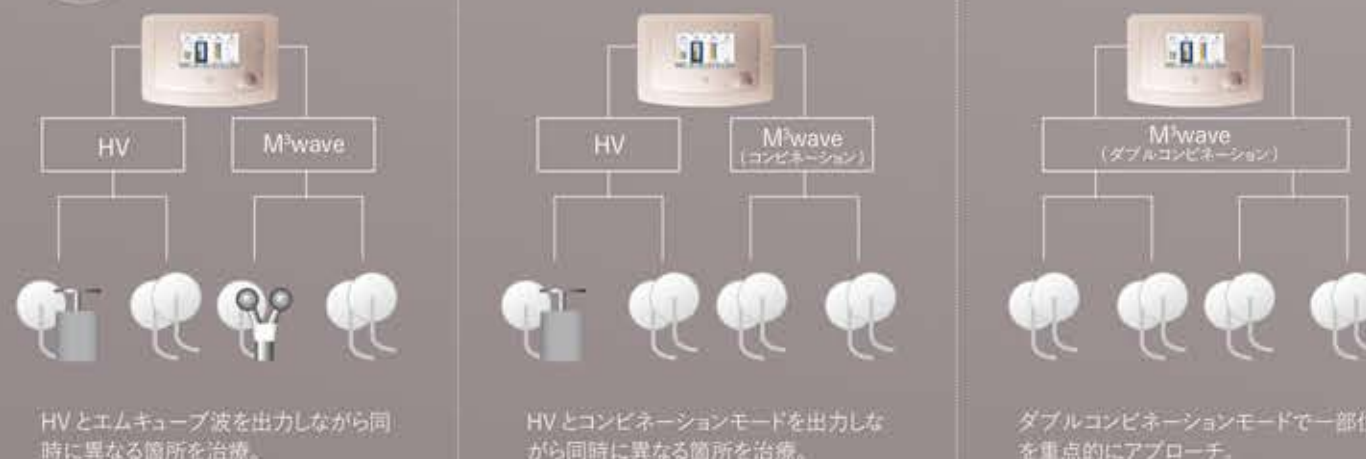 HV
M³wave
HVとエムキューブ波を出力しながら同
時に異なる箇所を治療。
HV
M³wave
(コンビネーション)
HVとコンビネーションモードを出力しな
がら同時に異なる箇所を治療。
M³wave
(ダブルコンビネーション)
ダブルコンビネーションモードで一部位
を重点的にアプローチ。